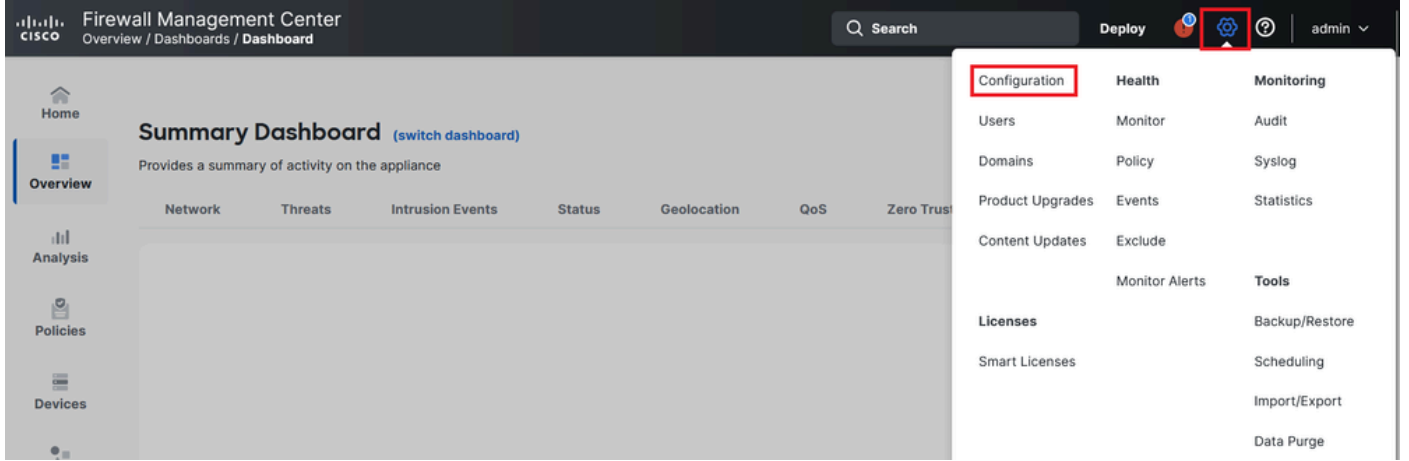 CISCO
Firewall Management Center
Overview / Dashboards / Dashboard
Search
Deploy
admin
Home
Overview
Analysis
Policies
Devices
Summary Dashboard (switch dashboard)
Provides a summary of activity on the appliance
Network Threats Intrusion Events Status Geolocation QoS Zero Trust
Configuration
Users
Domains
Product Upgrades
Content Updates
Licenses
Smart Licenses
Health
Monitor
Policy
Events
Exclude
Monitor Alerts
Monitoring
Audit
Syslog
Statistics
Tools
Backup/Restore
Scheduling
Import/Export
Data Purge